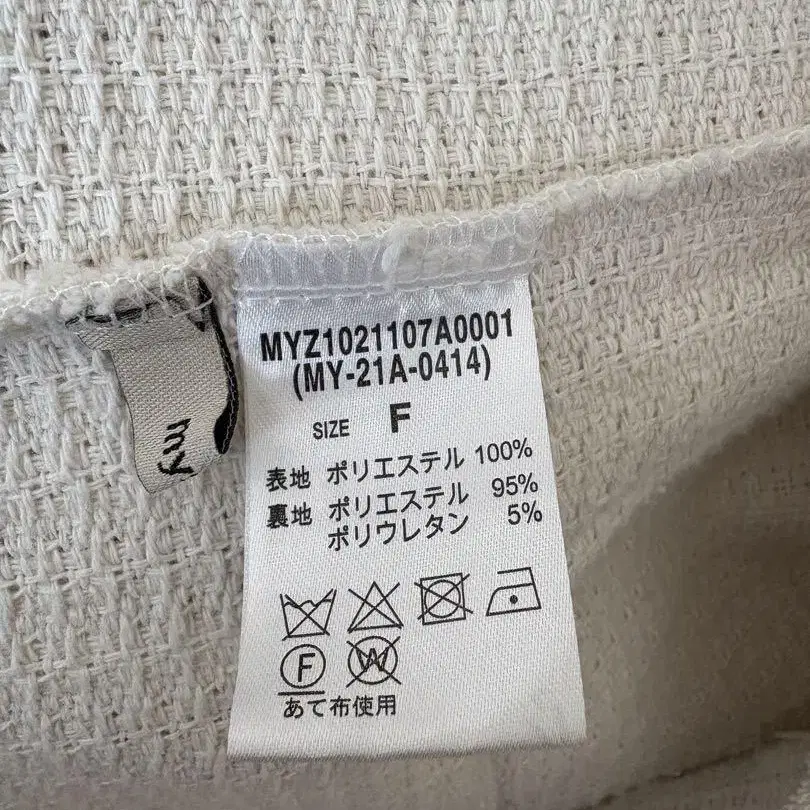 my
MYZ1021107A0001
(MY-21A-0414)
SIZE F
表地 ポリエステル 100%
裏地 ポリエステル 95%
ポリウレタン 5%
F W
あて布使用